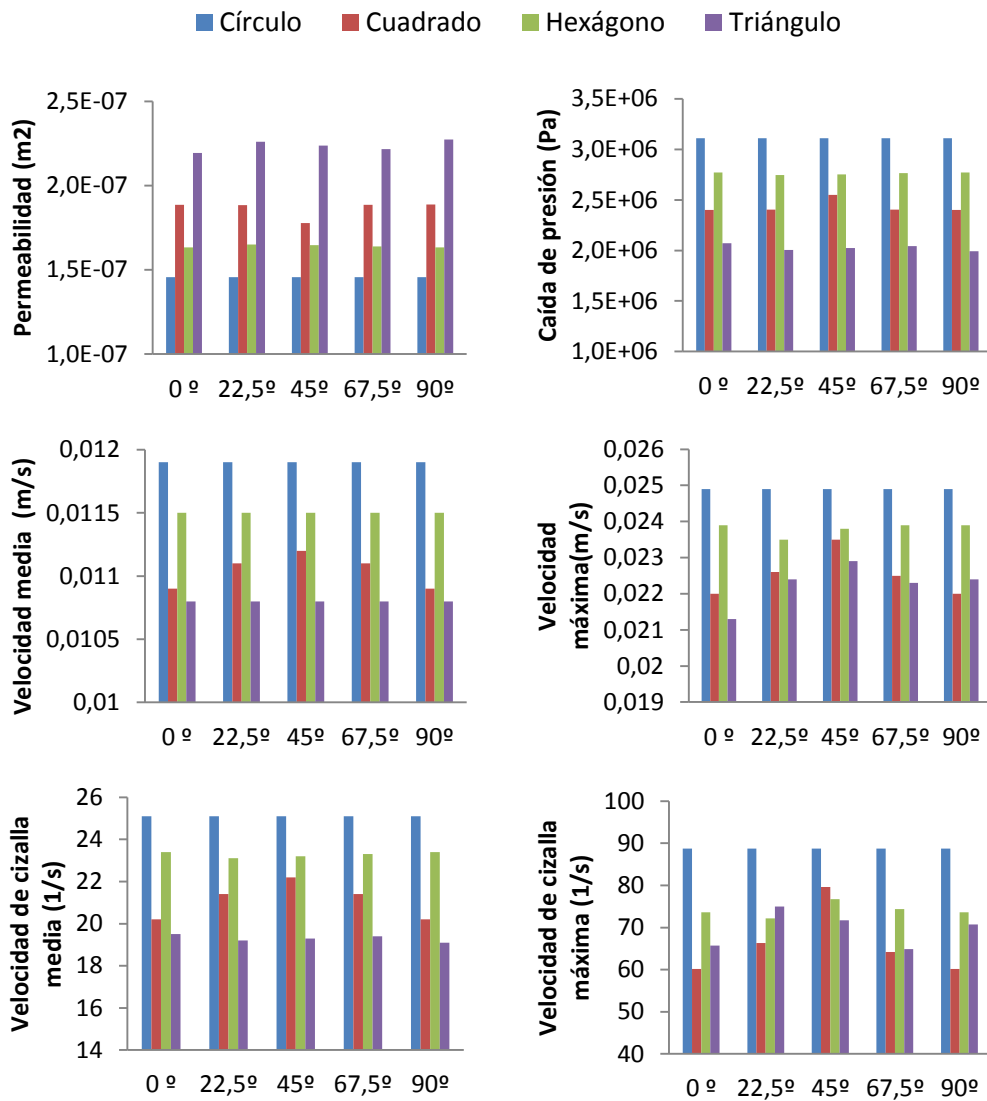 Círculo Cuadrado Hexágono Triángulo
Permeabilidad (m2)
2,5E-07
2,0E-07
1,5E-07
1,0E-07
0 º 22,5º 45º 67,5º 90º
Caída de presión (Pa)
3,5E+06
3,0E+06
2,5E+06
2,0E+06
1,5E+06
1,0E+06
0 º 22,5º 45º 67,5º 90º
Velocidad media (m/s)
0,012
0,0115
0,011
0,0105
0,01
0 º 22,5º 45º 67,5º 90º
Velocidad
máxima(m/s)
0,026
0,025
0,024
0,023
0,022
0,021
0,02
0,019
0 º 22,5º 45º 67,5º 90º
Velocidad de cizalla
media (1/s)
26
24
22
20
18
16
14
0 º 22,5º 45º 67,5º 90º
Velocidad de cizalla
máxima (1/s)
100
90
80
70
60
50
40
0 º 22,5º 45º 67,5º 90º